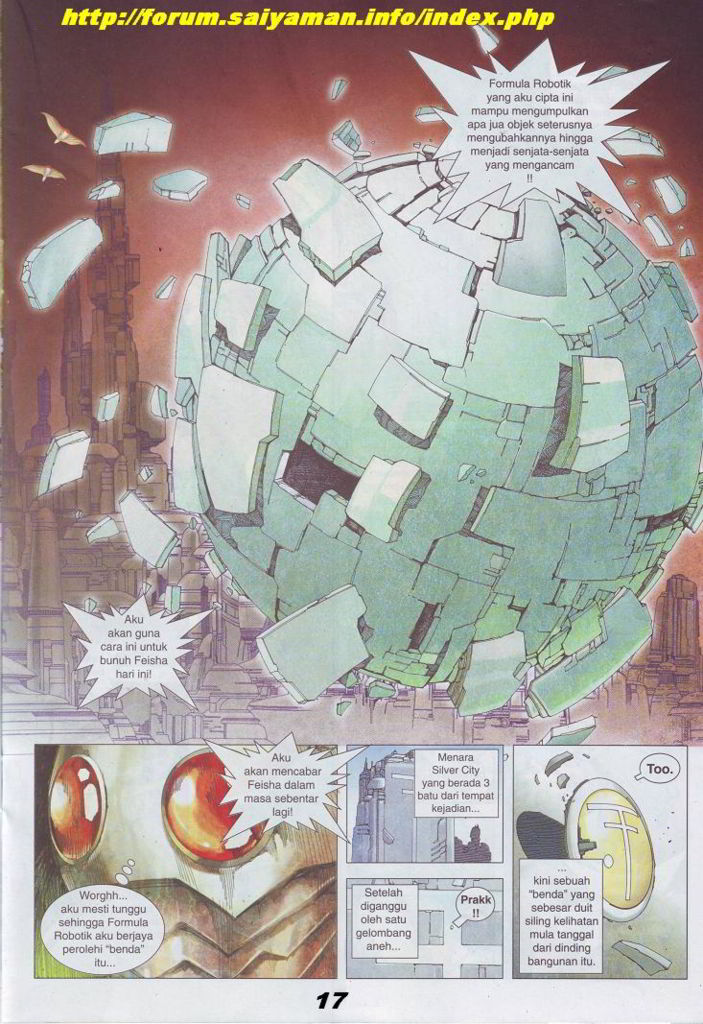 http://forum.saiyaman.info/index.php
Formula Robotik
yang aku cipta ini
mampu mengumpulkan
apa jua objek seterusnya
mengubahkannya hingga
menjadi senjata-senjata
yang mengancam
!!
Aku
akan guna
cara ini untuk
bunuh Feisha
hari ini!
Aku
akan mencabar
Feisha dalam
masa sebentar
lagi!
Worghh...
aku mesti tunggu
sehingga Formula
Robotik aku berjaya
perolehi "benda"
itu...
Menara
Silver City
yang berada 3
batu dari tempat
kejadian...
Setelah
diganggu
oleh satu
gelombang
aneh...
Prakk
!!
Too.
...
kini sebuah
"benda" yang
sebesar duit
siling kelihatan
mula tanggal
dari dinding
bangunan itu.
17